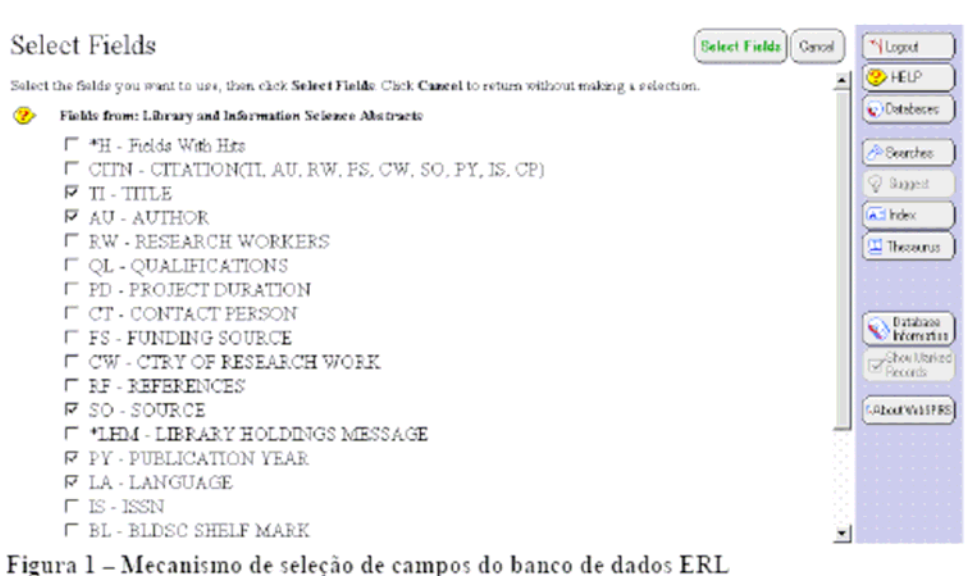 Select Fields
Select Fields Cancel
Select the fields you want to use, then click Select Fields. Click Cancel to return without making a selection.
Fields from: Library and Information Science Abstracts
*H - Fields With Hits
CITN - CITATION(TI, AU, RW, FS, CW, SO, PY, IS, CP)
TI - TITLE
AU - AUTHOR
RW - RESEARCH WORKERS
QL - QUALIFICATIONS
PD - PROJECT DURATION
CT - CONTACT PERSON
FS - FUNDING SOURCE
CW - CTRY OF RESEARCH WORK
RF - REFERENCES
SO - SOURCE
*LHM - LIBRARY HOLDINGS MESSAGE
PY - PUBLICATION YEAR
LA - LANGUAGE
IS - ISSN
BL - BLDSC SHELF MARK
Logout
HELP
Databases
Searches
Suggest
Index
Thesaurus
Database
Information
Show Marked
Records
About WebSPIRS
Figura 1 – Mecanismo de seleção de campos do banco de dados ERL